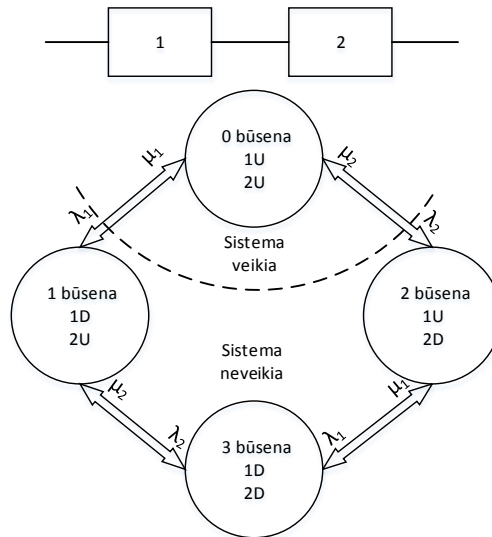 1
2
0 būsena
1U
2U
μ₁
μ₂
λ₁
λ₂
Sistema
veikia
1 būsena
1D
2U
2 būsena
1U
2D
Sistema
neveikia
μ₂
μ₁
λ₂
λ₁
3 būsena
1D
2D